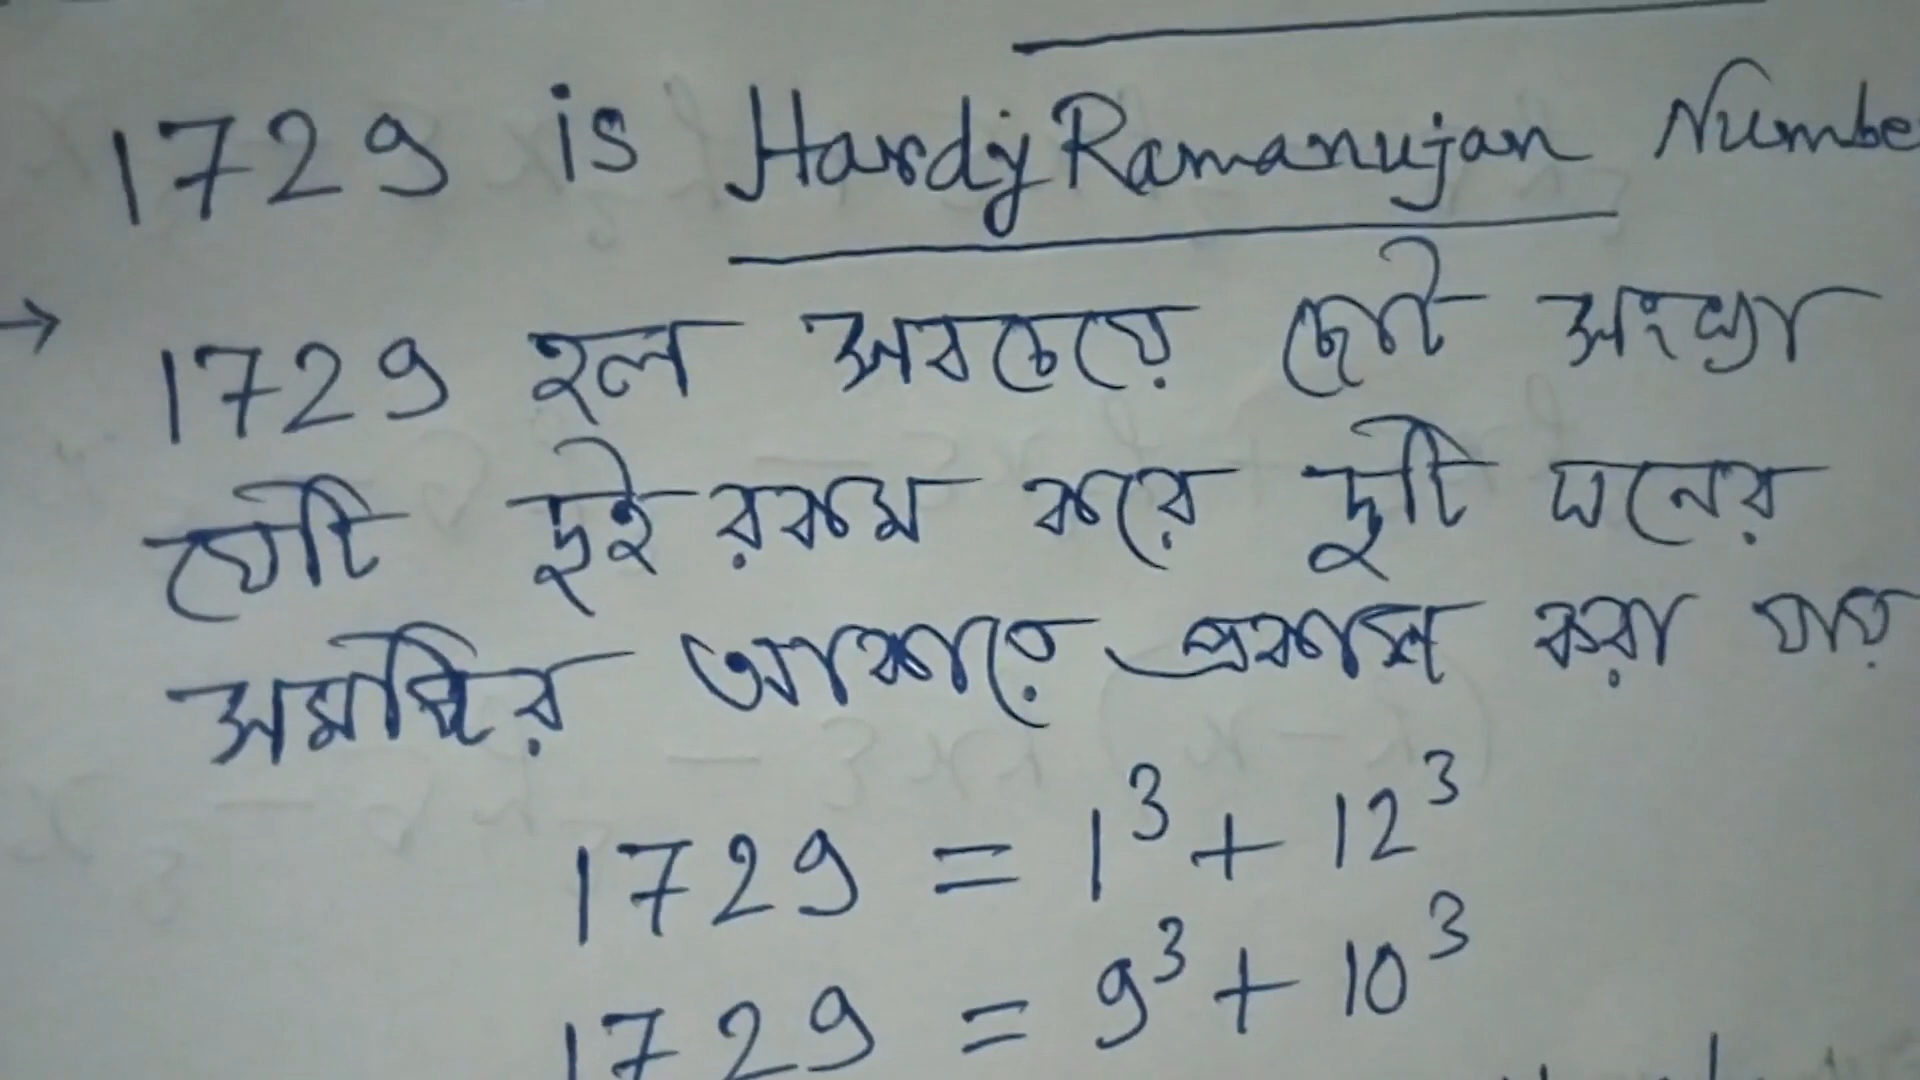 1729 is Hardy Ramanujan Numbe
→ 1729 হল সবচেয়ে ছোট সংখ্যা
যেটি দুই রকম করে দুটি ঘনের
সমষ্টির আকারে প্রকাশ করা যায়
1729 = 1³ + 12³
1729 = 9³ + 10³